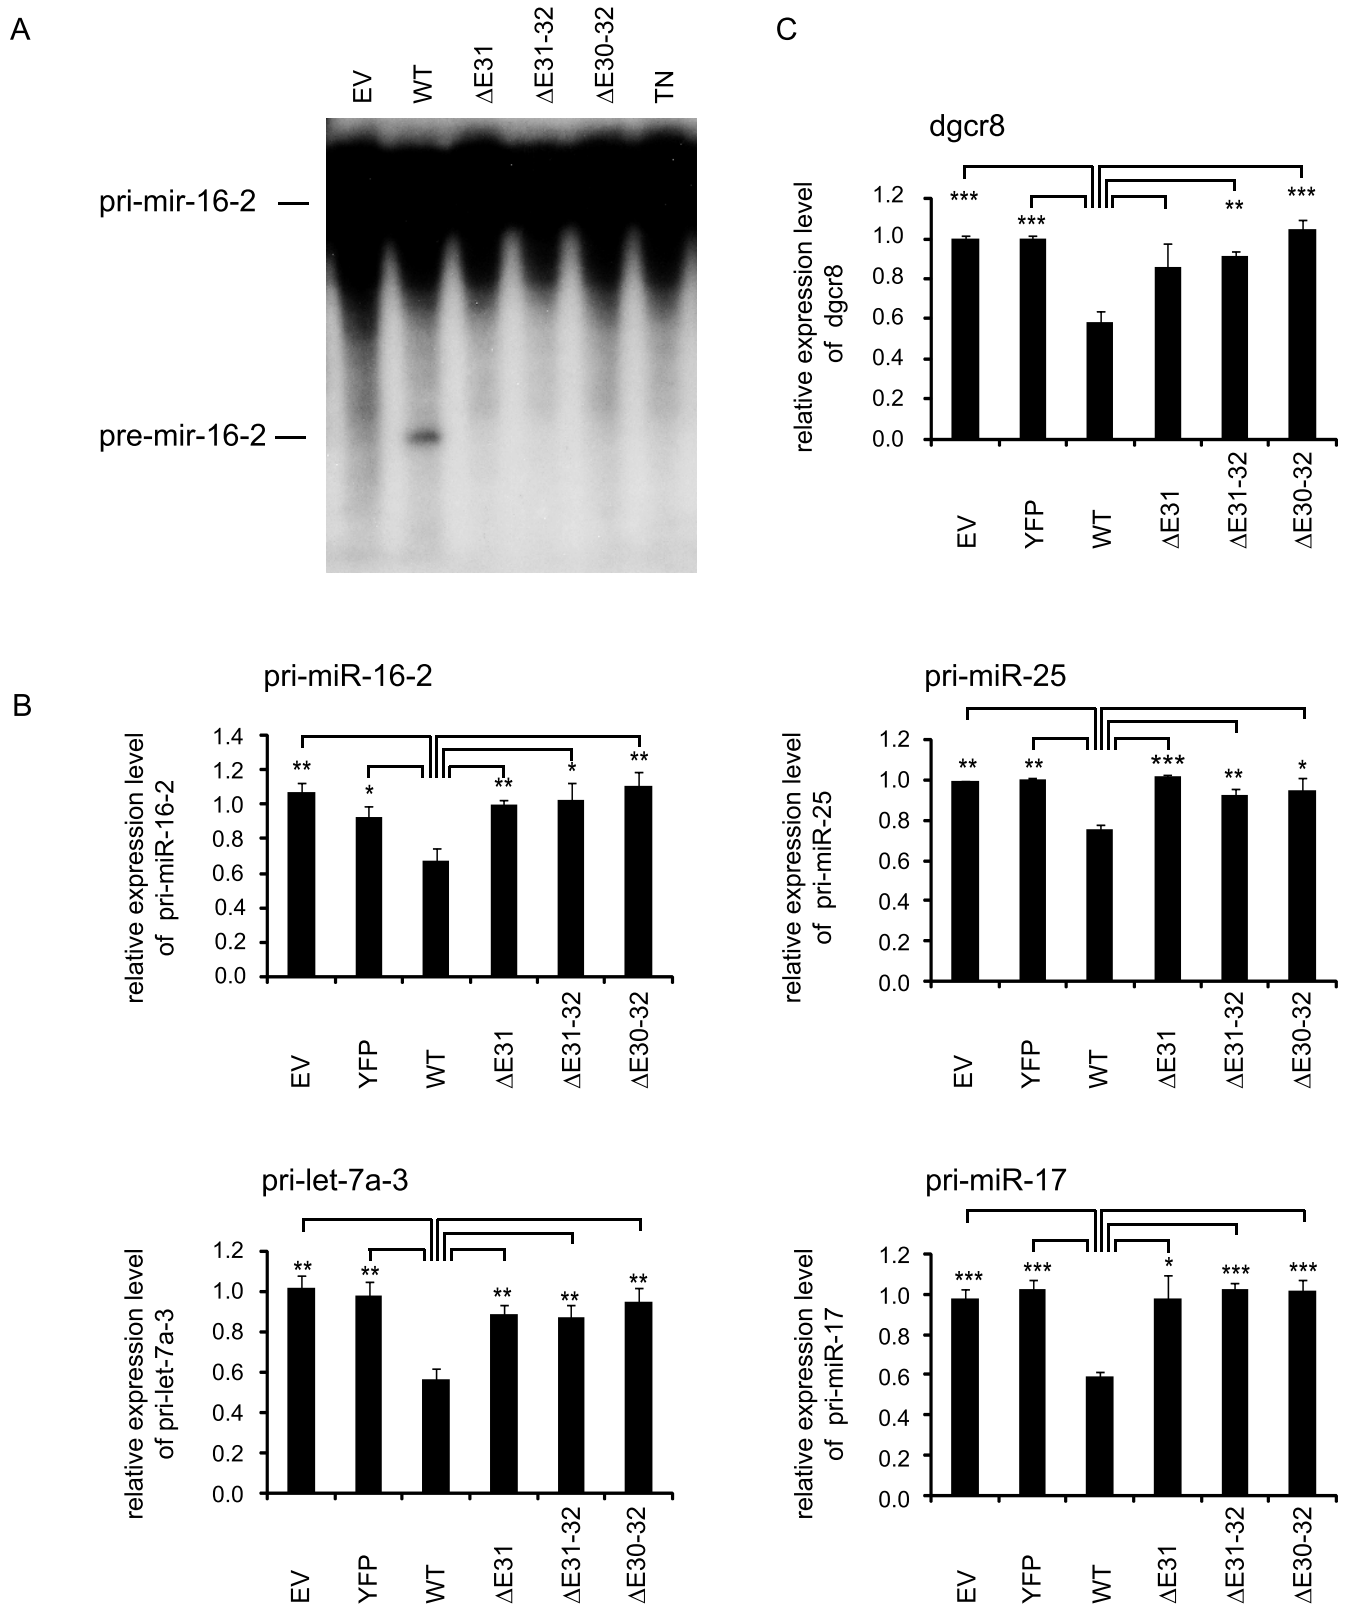 A
EV
WT
ΔE31
ΔE31-32
ΔE30-32
TN
pri-mir-16-2
pre-mir-16-2
C
dgcr8
relative expression level
of dgcr8
1.2
1.0
0.8
0.6
0.4
0.2
0.0
***
***
**
***
EV
YFP
WT
ΔE31
ΔE31-32
ΔE30-32
B
pri-miR-16-2
relative expression level
of pri-miR-16-2
1.4
1.2
1.0
0.8
0.6
0.4
0.2
0.0
**
*
**
*
**
EV
YFP
WT
ΔE31
ΔE31-32
ΔE30-32
pri-miR-25
relative expression level
of pri-miR-25
1.2
1.0
0.8
0.6
0.4
0.2
0.0
**
**
***
**
*
EV
YFP
WT
ΔE31
ΔE31-32
ΔE30-32
pri-let-7a-3
relative expression level
of pri-let-7a-3
1.2
1.0
0.8
0.6
0.4
0.2
0.0
**
**
**
**
**
EV
YFP
WT
ΔE31
ΔE31-32
ΔE30-32
pri-miR-17
relative expression level
of pri-miR-17
1.2
1.0
0.8
0.6
0.4
0.2
0.0
***
***
*
***
***
EV
YFP
WT
ΔE31
ΔE31-32
ΔE30-32